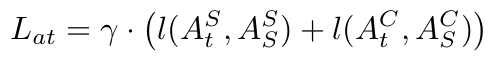 $L_{at} = \gamma \cdot \left( l(A_t^S, A_S^S) + l(A_t^C, A_S^C) \right)$